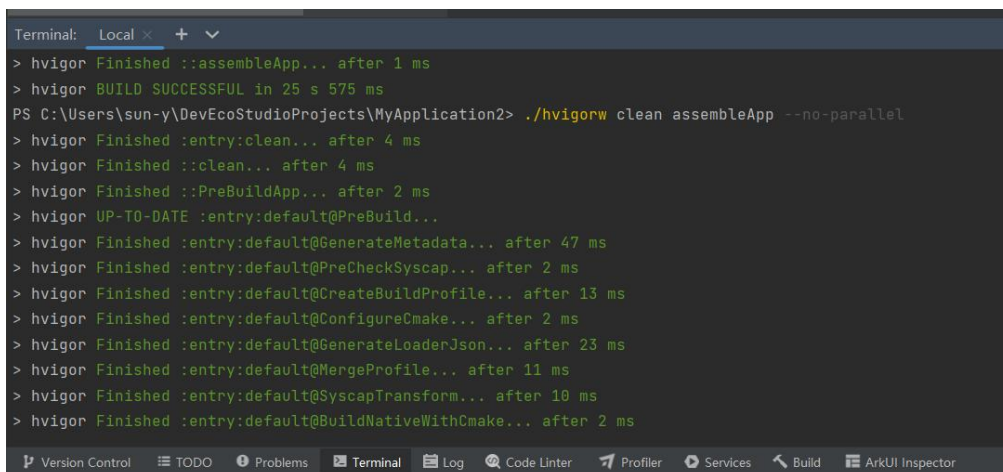 Terminal: Local × + 
> hvigor Finished ::assembleApp... after 1 ms
> hvigor BUILD SUCCESSFUL in 25 s 575 ms
PS C:\Users\sun-y\DevEcoStudioProjects\MyApplication2> ./hvigorw clean assembleApp --no-parallel
> hvigor Finished :entry:clean... after 4 ms
> hvigor Finished ::clean... after 4 ms
> hvigor Finished ::PreBuildApp... after 2 ms
> hvigor UP-TO-DATE :entry:default@PreBuild...
> hvigor Finished :entry:default@GenerateMetadata... after 47 ms
> hvigor Finished :entry:default@PreCheckSyscap... after 2 ms
> hvigor Finished :entry:default@CreateBuildProfile... after 13 ms
> hvigor Finished :entry:default@ConfigureCmake... after 2 ms
> hvigor Finished :entry:default@GenerateLoaderJson... after 23 ms
> hvigor Finished :entry:default@MergeProfile... after 11 ms
> hvigor Finished :entry:default@SyscapTransform... after 10 ms
> hvigor Finished :entry:default@BuildNativeWithCmake... after 2 ms
Version Control TODO Problems Terminal Log Code Linter Profiler Services Build ArkUI Inspector